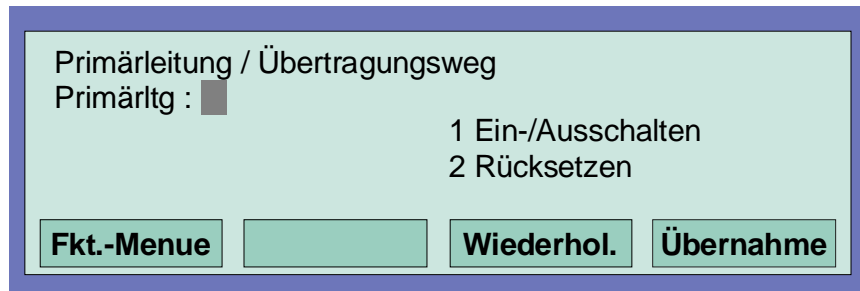 Primärleitung / Übertragungsweg
Primärltg :
1 Ein-/Ausschalten
2 Rücksetzen
Fkt.-Menue Wiederhol. Übernahme